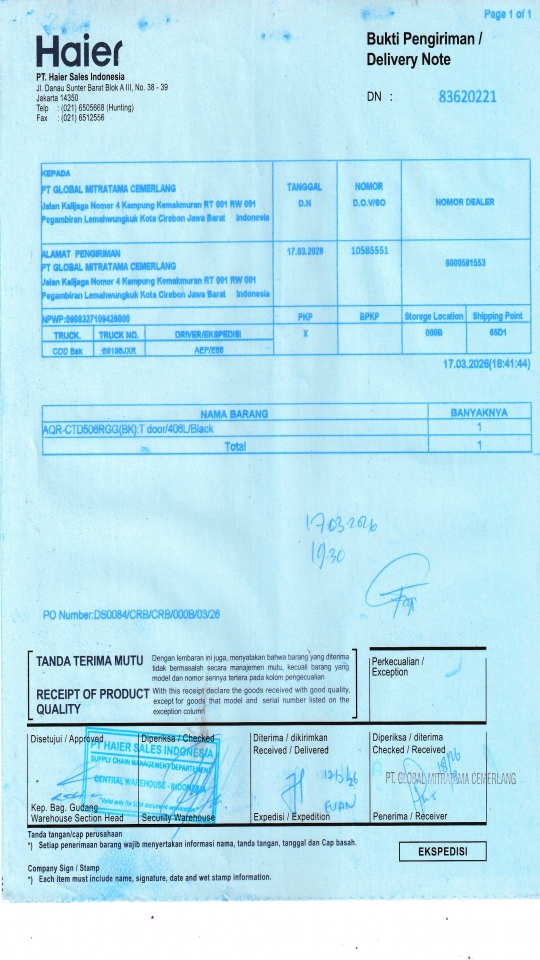 Page 1 of 1
Haier
Bukti Pengiriman /
Delivery Note
PT. Haier Sales Indonesia
Jl. Danau Sunter Barat Blok A III, No. 38 - 39
Jakarta 14350
Telp : (021) 6505668 (Hunting)
Fax : (021) 6512556
DN : 83620221
KEPADA
PT GLOBAL MITRATAMA CEMERLANG
Jalan Kalijaga Nomor 4 Kampung Kemakmuran RT 001 RW 001
Pegambiran Lemahwungkuk Kota Cirebon Jawa Barat Indonesia
TANGGAL
D.N
NOMOR
D.O.V/SO
NOMOR DEALER
ALAMAT PENGIRIMAN
PT GLOBAL MITRATAMA CEMERLANG
Jalan Kalijaga Nomor 4 Kampung Kemakmuran RT 001 RW 001
Pegambiran Lemahwungkuk Kota Cirebon Jawa Barat Indonesia
17.03.2026
10585551
6000581553
NPWP:0908327109426000
PKP
BPKP
Storege Location
Shipping Point
TRUCK.
TRUCK NO.
DRIVER/EKSPEDISI
X
000B
65D1
CDD Bak
17.03.2026(18:41:44)
NAMA BARANG
BANYAKNYA
AQR-CTD508RGG(BK):T door/406L/Black
1
Total
1
17.03.2026
19.30
PO Number:DS0084/CRB/CRB/000B/03/26
TANDA TERIMA MUTU
Dengan lembaran ini juga, menyatakan bahwa barang yang diterima
tidak bermasalah secara manajemen mutu, kecuali barang yang
model dan nomor serinya tertera pada kolom pengecualian
RECEIPT OF PRODUCT
QUALITY
With this receipt declare the goods received with good quality,
except for goods that model and serial number listed on the
exception column
Perkecualian /
Exception
Disetujui / Approved
Diperiksa / Checked
Diterima / dikirimkan
Received / Delivered
Diperiksa / diterima
Checked / Received
PT HAIER SALES INDONESIA
SUPPLY CHAIN MANAGEMENT DEPARTEMENT
CENTRAL WAREHOUSE - INDONESIA
PT. GLOBAL MITRATAMA CEMERLANG
Kep. Bag. Gudang
Warehouse Section Head
Security Warehouse
Expedisi / Expedition
Penerima / Receiver
Tanda tangan/cap perusahaan
*) Setiap penerimaan barang wajib menyertakan informasi nama, tanda tangan, tanggal dan Cap basah.
EKSPEDISI
Company Sign / Stamp
*) Each item must include name, signature, date and wet stamp information.